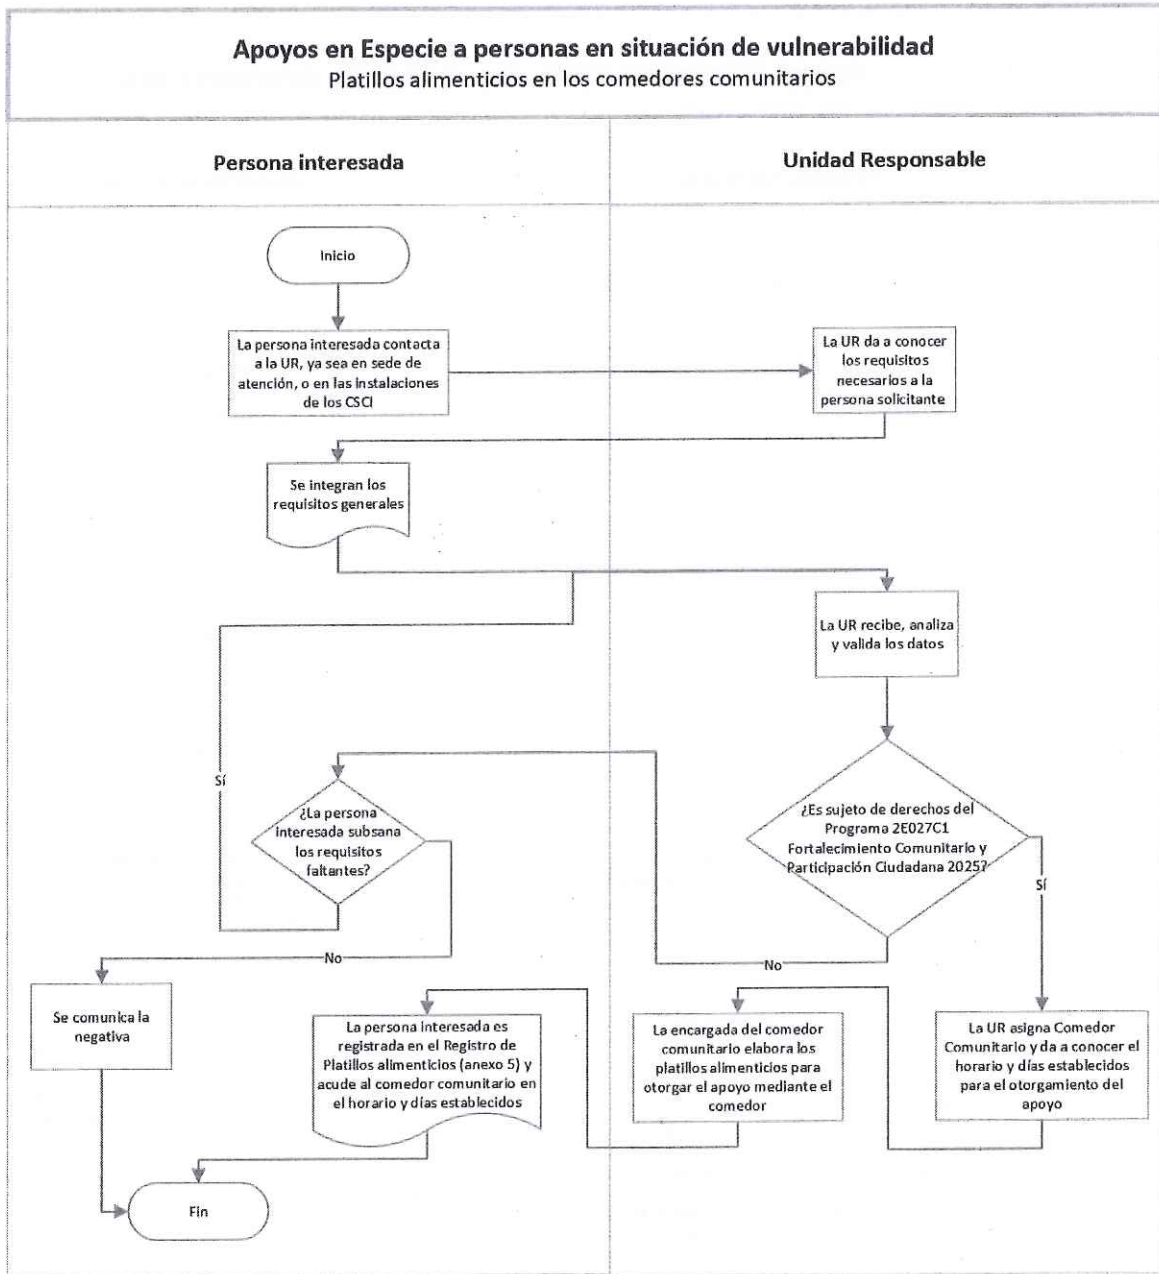 Apoyos en Especie a personas en situación de vulnerabilidad
Platillos alimenticios en los comedores comunitarios
Persona interesada
Unidad Responsable
Inicio
La persona interesada contacta
a la UR, ya sea en sede de
atención, o en las instalaciones
de los CSCI
La UR da a conocer
los requisitos
necesarios a la
persona solicitante
Se integran los
requisitos generales
La UR recibe, analiza
y valida los datos
¿Es sujeto de derechos del
Programa 2E027C1
Fortalecimiento Comunitario y
Participación Ciudadana 2025?
Sí
No
¿La persona
interesada subsana
los requisitos
faltantes?
Sí
No
Se comunica la
negativa
La persona interesada es
registrada en el Registro de
Platillos alimenticios (anexo 5) y
acude al comedor comunitario en
el horario y días establecidos
La encargada del comedor
comunitario elabora los
platillos alimenticios para
otorgar el apoyo mediante el
comedor
La UR asigna Comedor
Comunitario y da a conocer el
horario y días establecidos
para el otorgamiento del
apoyo
Fin